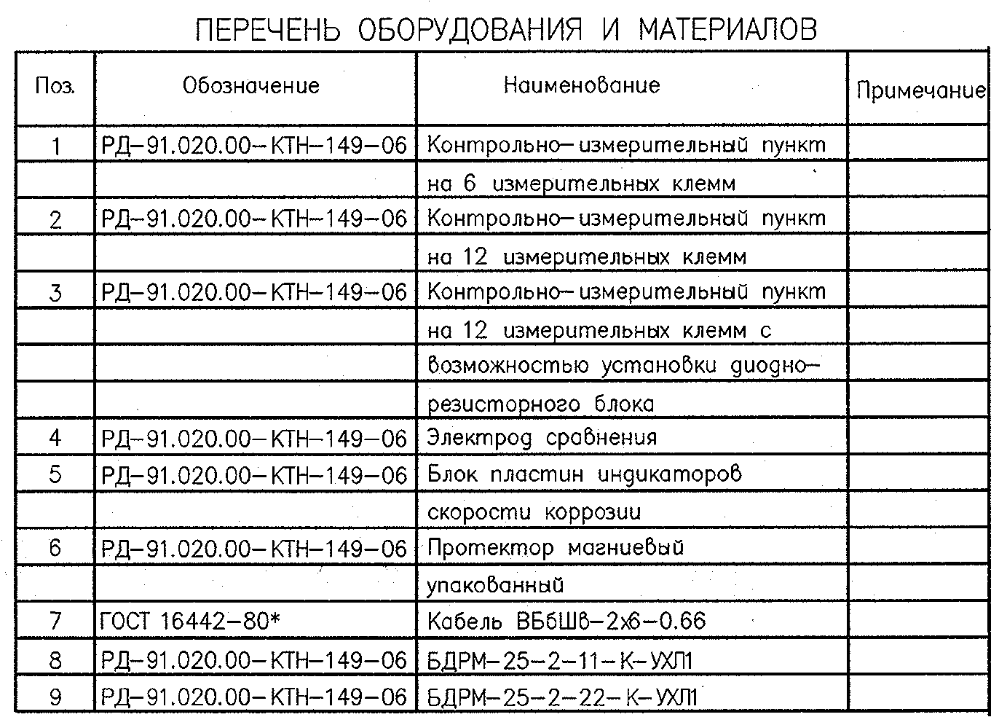 ПЕРЕЧЕНЬ ОБОРУДОВАНИЯ И МАТЕРИАЛОВ
Поз. Обозначение Наименование Примечание
1 РД-91.020.00-КТН-149-06 Контрольно-измерительный пункт
на 6 измерительных клемм
2 РД-91.020.00-КТН-149-06 Контрольно-измерительный пункт
на 12 измерительных клемм
3 РД-91.020.00-КТН-149-06 Контрольно-измерительный пункт
на 12 измерительных клемм с
возможностью установки диодно-
резисторного блока
4 РД-91.020.00-КТН-149-06 Электрод сравнения
5 РД-91.020.00-КТН-149-06 Блок пластин индикаторов
скорости коррозии
6 РД-91.020.00-КТН-149-06 Протектор магниевый
упакованный
7 ГОСТ 16442-80* Кабель ВБбШв-2х6-0.66
8 РД-91.020.00-КТН-149-06 БДРМ-25-2-11-К-УХЛ1
9 РД-91.020.00-КТН-149-06 БДРМ-25-2-22-К-УХЛ1